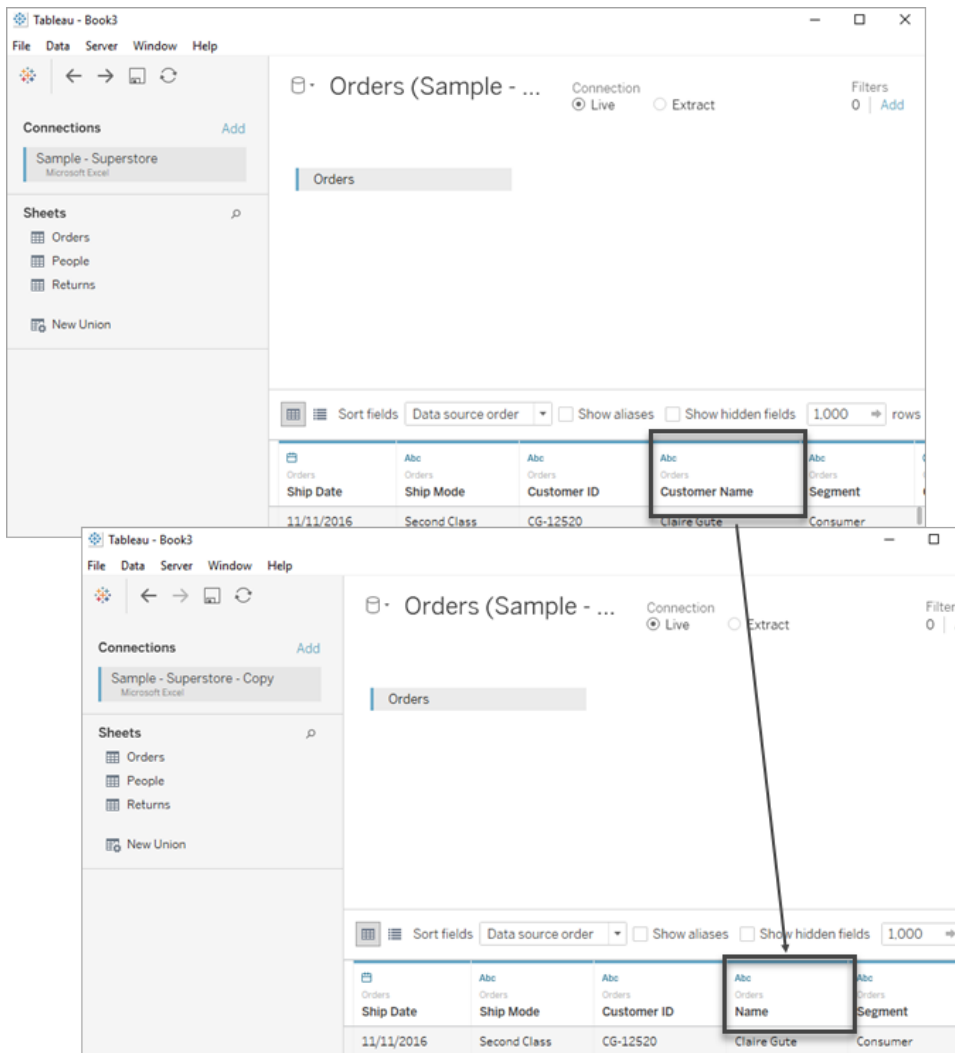 Tableau - Book3
File Data Server Window Help
Connections Add
Sample - Superstore
Microsoft Excel
Sheets
Orders
People
Returns
New Union
Orders (Sample - ...
Connection
Live Extract
Filters
0 Add
Orders
Sort fields Data source order Show aliases Show hidden fields 1,000 rows
Abc Abc Abc Abc
Orders Orders Orders Orders Orders
Ship Date Ship Mode Customer ID Customer Name Segment
11/11/2016 Second Class CG-12520 Claire Gute Consumer
Tableau - Book3
File Data Server Window Help
Connections Add
Sample - Superstore - Copy
Microsoft Excel
Sheets
Orders
People
Returns
New Union
Orders (Sample - ...
Connection
Live Extract
Filter
0
Orders
Sort fields Data source order Show aliases Show hidden fields 1,000
Abc Abc Abc Abc
Orders Orders Orders Orders Orders
Ship Date Ship Mode Customer ID Name Segment
11/11/2016 Second Class CG-12520 Claire Gute Consumer